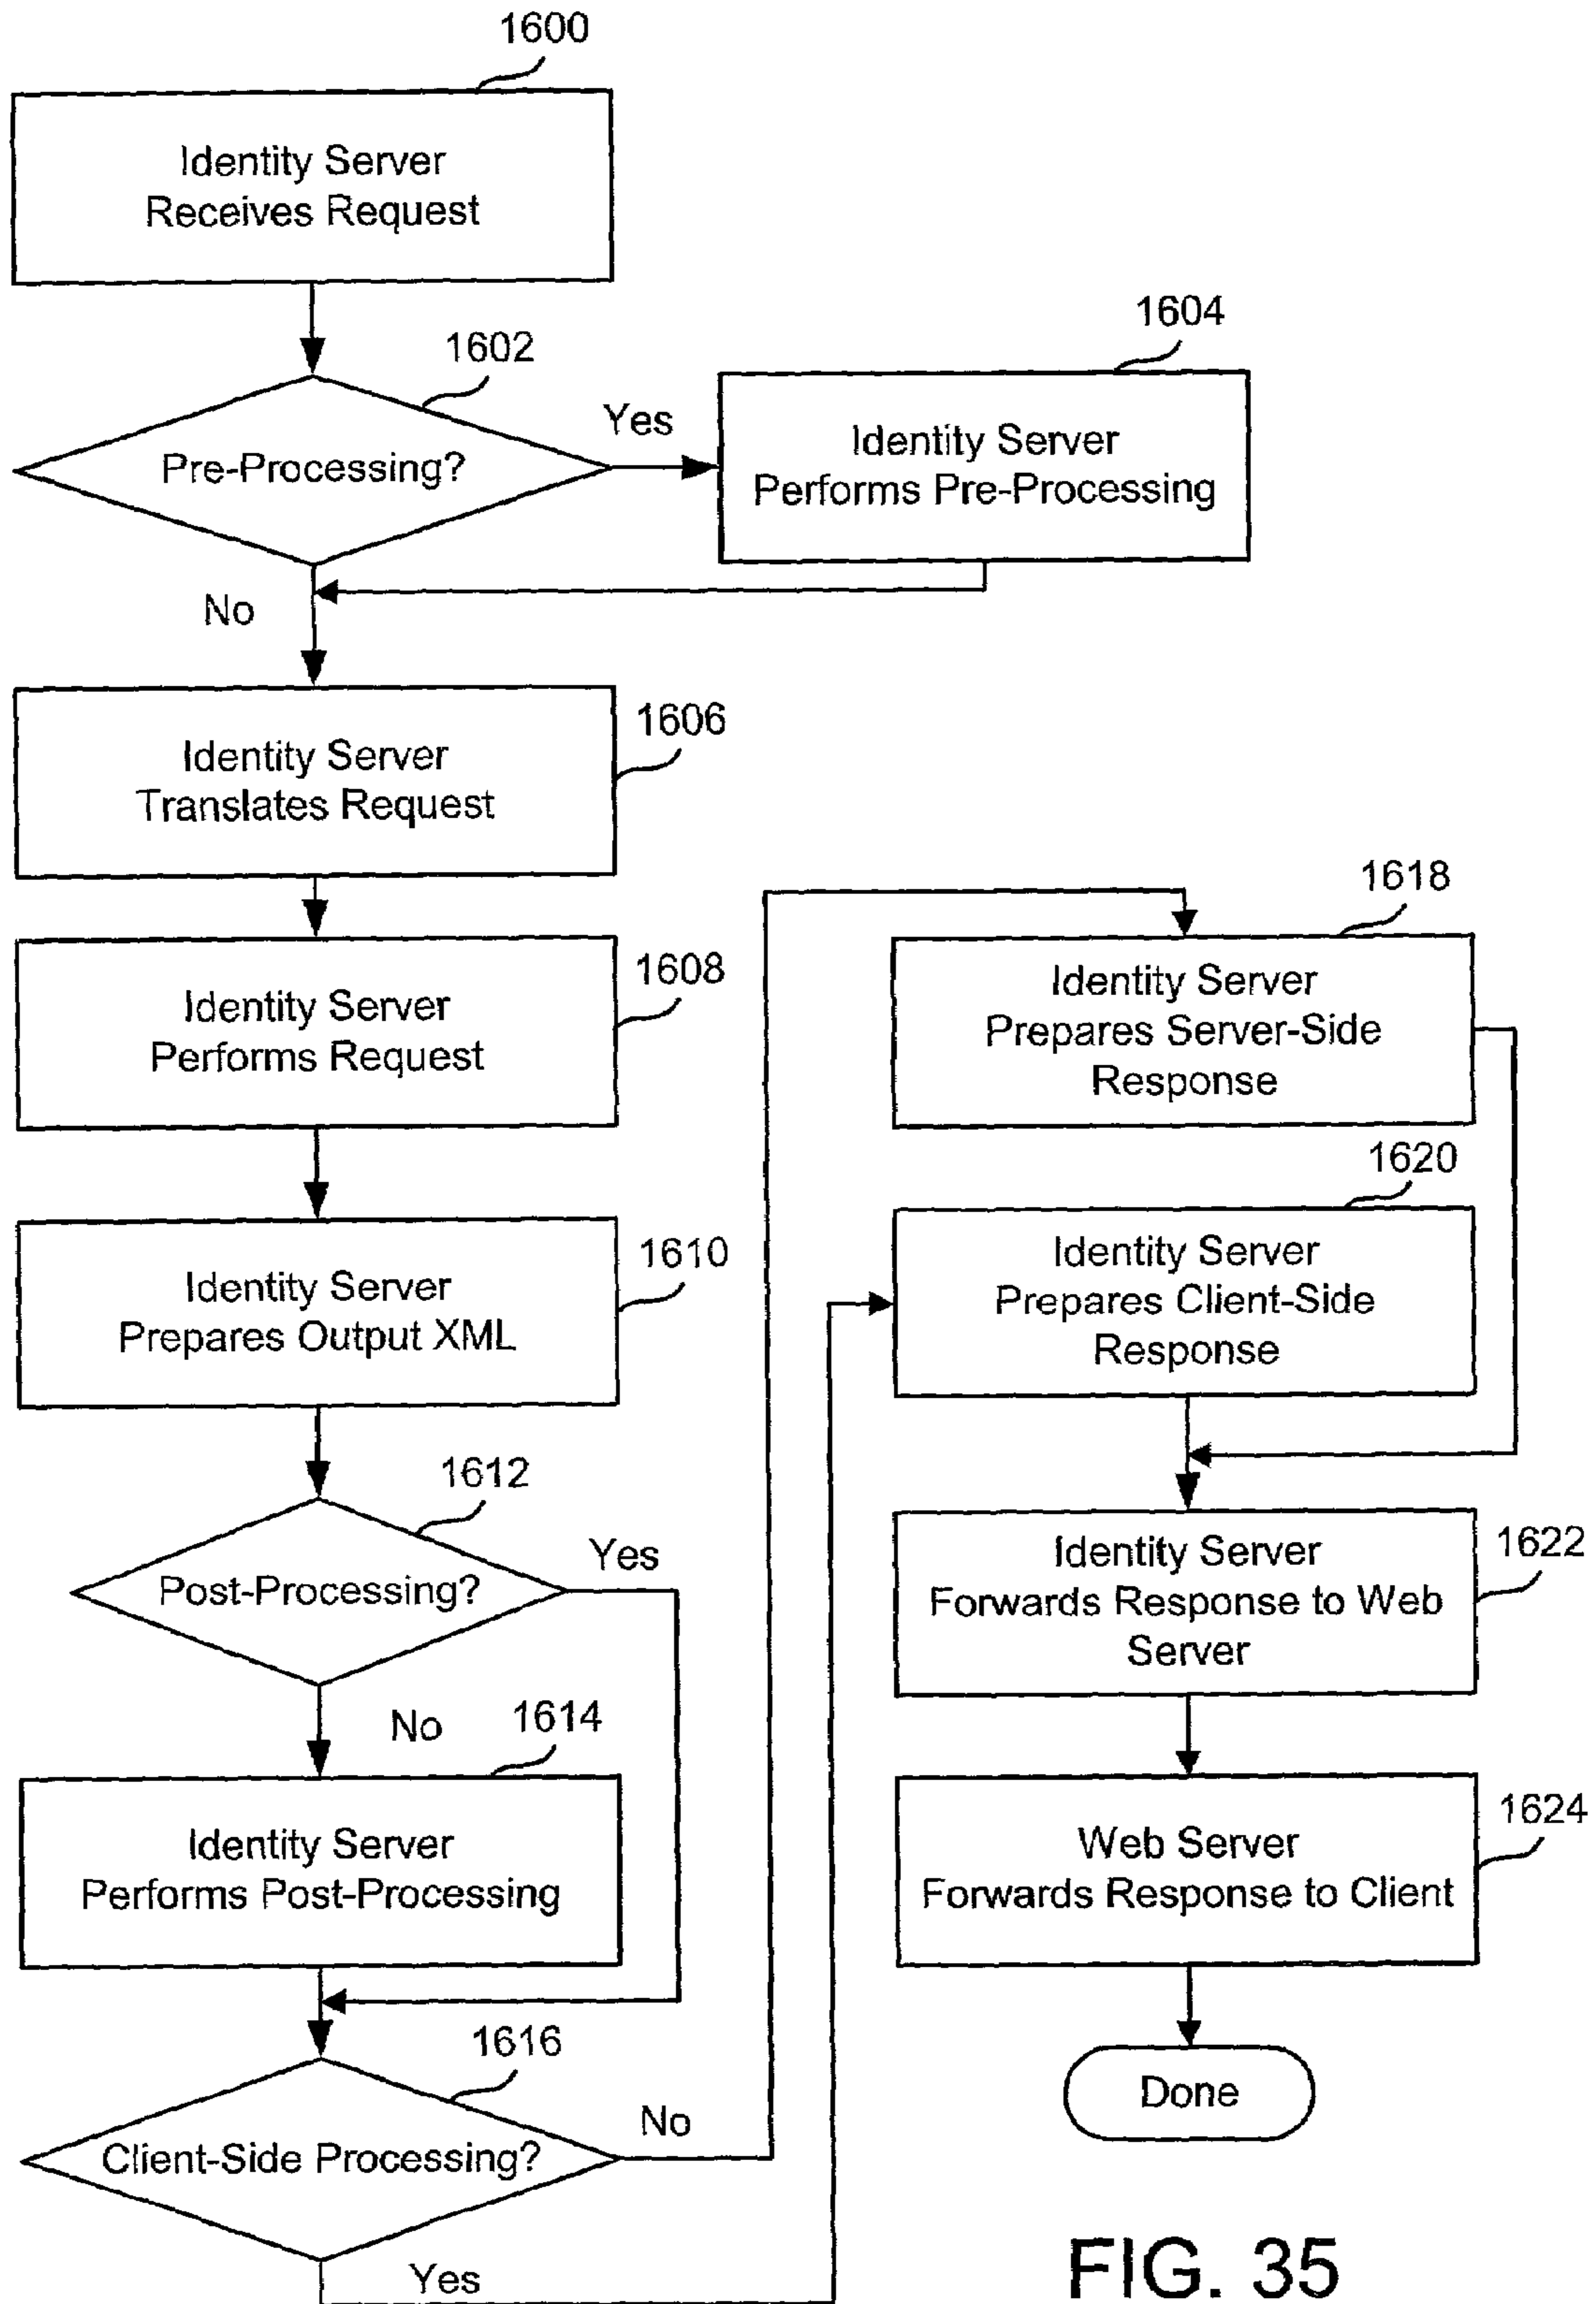 1600
Identity Server
Receives Request
1602
Pre-Processing?
Yes
1604
Identity Server
Performs Pre-Processing
No
1606
Identity Server
Translates Request
1608
Identity Server
Performs Request
1610
Identity Server
Prepares Output XML
1612
Post-Processing?
Yes
No
1614
Identity Server
Performs Post-Processing
1616
Client-Side Processing?
No
Yes
1618
Identity Server
Prepares Server-Side
Response
1620
Identity Server
Prepares Client-Side
Response
1622
Identity Server
Forwards Response to Web
Server
1624
Web Server
Forwards Response to Client
Done
FIG. 35